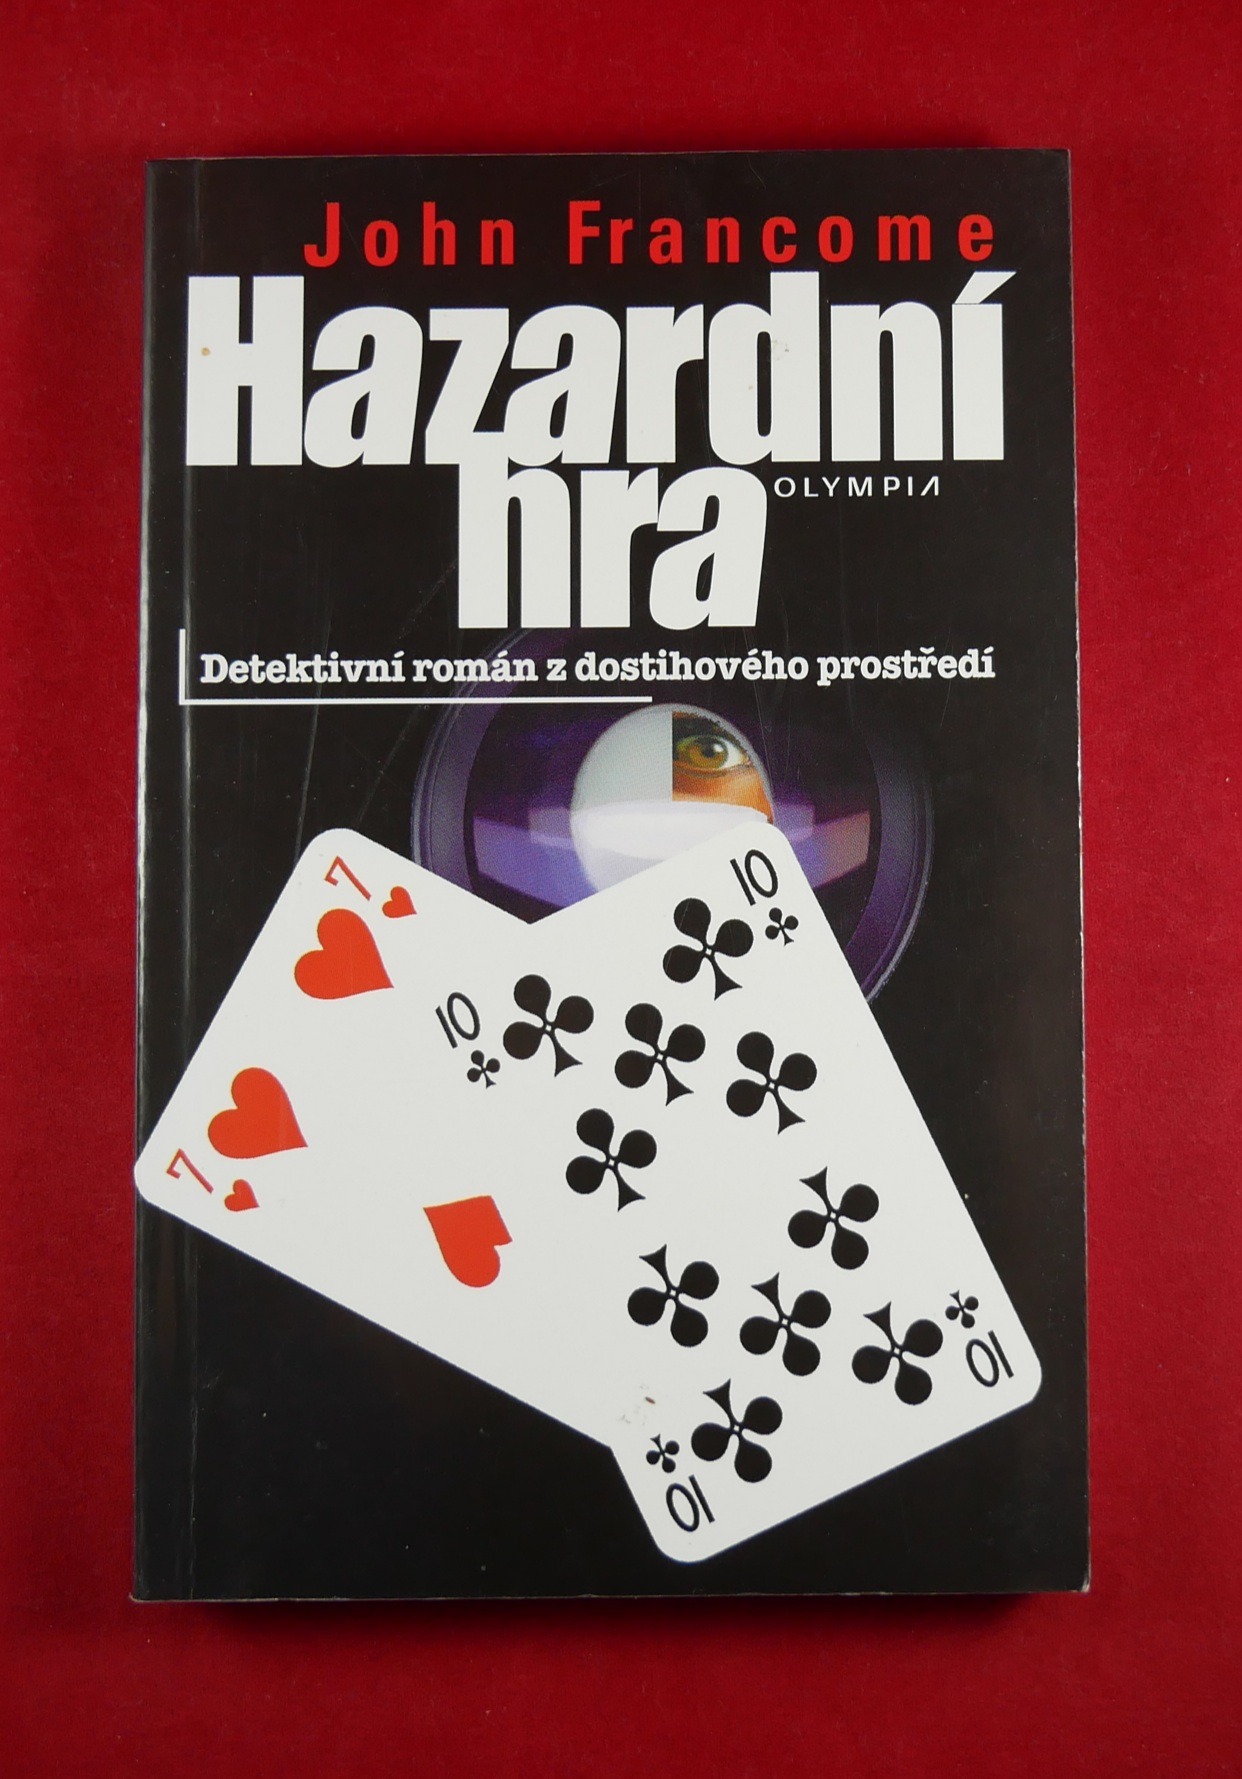 John Francome
Hazardní
hra
OLYMPIA
Detektivní román z dostihového prostředí
7
10
10
7
10
10